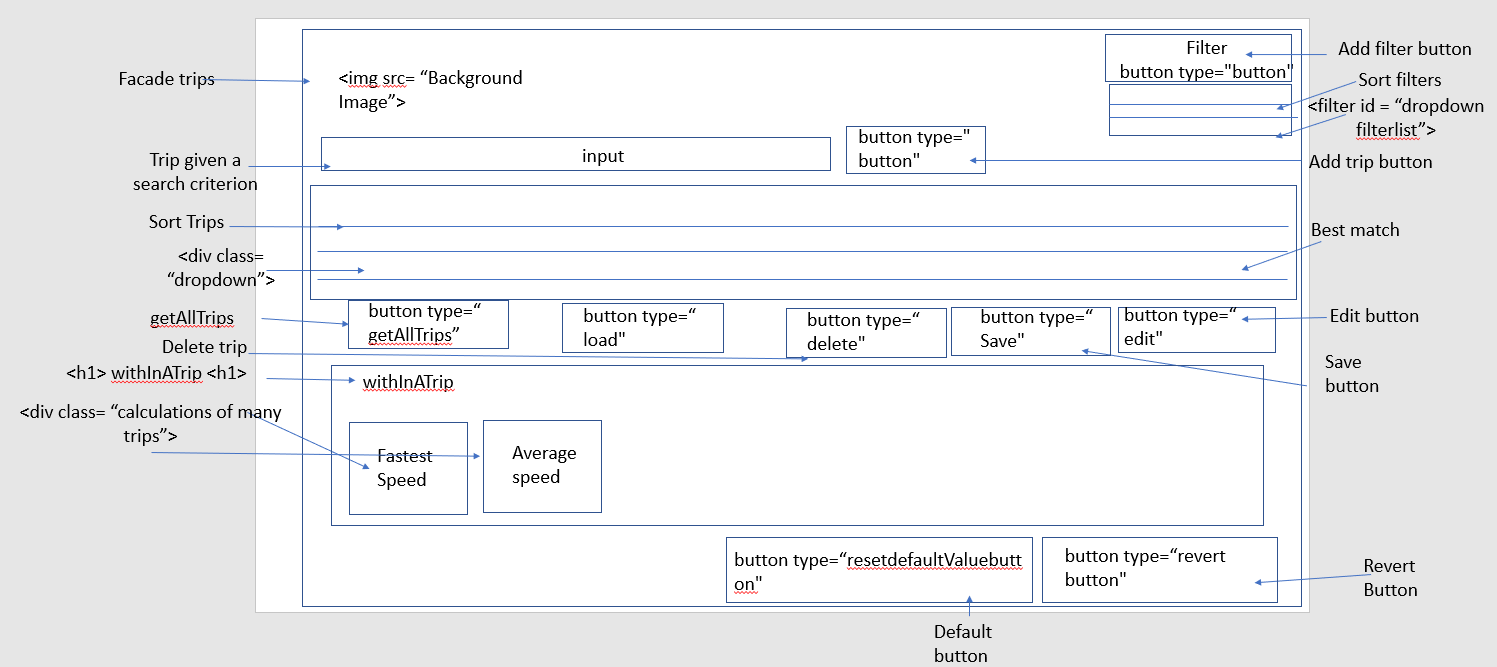 Filter
button type="button"
Add filter button
Facade trips
<img src= “Background
Image”>
Sort filters
<filter id = “dropdown
filterlist”>
input
button type="
button"
Trip given a
search criterion
Add trip button
Sort Trips
Best match
<div class=
“dropdown”>
getAllTrips
button type=“
getAllTrips”
button type=“
load"
button type=“
delete"
button type=“
Save"
button type=“
edit"
Edit button
Delete trip
<h1> withInATrip <h1>
withInATrip
Save
button
<div class= “calculations of many
trips”>
Fastest
Speed
Average
speed
button type=“resetdefaultValuebutt
on"
button type=“revert
button"
Revert
Button
Default
button